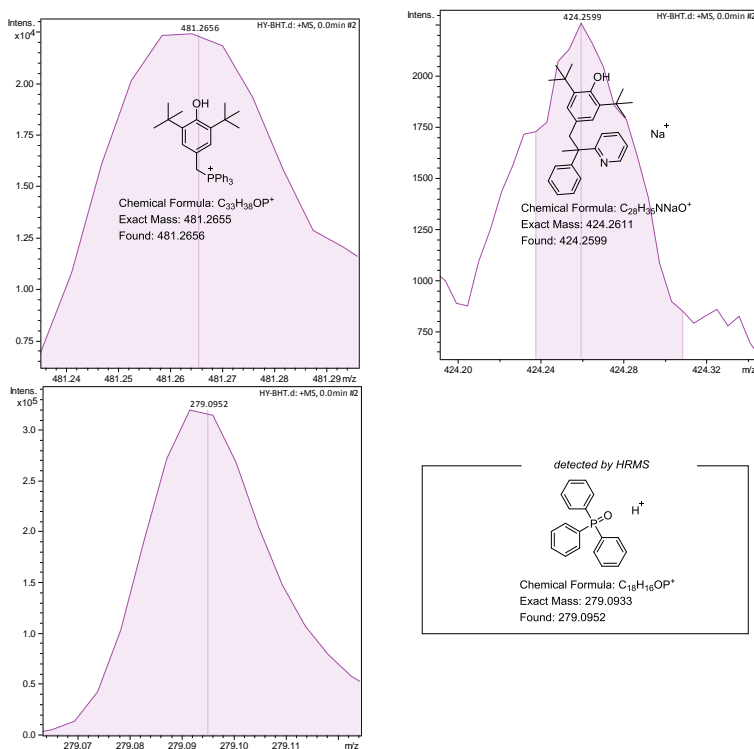 Intens.
x10⁴
481.2656
HY-BHT.d: +MS, 0.0min #2
2.00
1.75
1.50
1.25
1.00
0.75
OH
PPh₃
+
Chemical Formula: C₃₃H₃₈OP⁺
Exact Mass: 481.2655
Found: 481.2656
481.24 481.25 481.26 481.27 481.28 481.29 m/z
Intens.
424.2599
HY-BHT.d: +MS, 0.0min #2
2000
1750
1500
1250
1000
750
OH
N
Na⁺
Chemical Formula: C₂₈H₃₅NNaO⁺
Exact Mass: 424.2611
Found: 424.2599
424.20 424.24 424.28 424.32 m/z
Intens.
x10⁵
279.0952
HY-BHT.d: +MS, 0.0min #2
3.0
2.5
2.0
1.5
1.0
0.5
0.0
279.07 279.08 279.09 279.10 279.11 m/z
detected by HRMS
P
O
H⁺
Chemical Formula: C₁₈H₁₆OP⁺
Exact Mass: 279.0933
Found: 279.0952